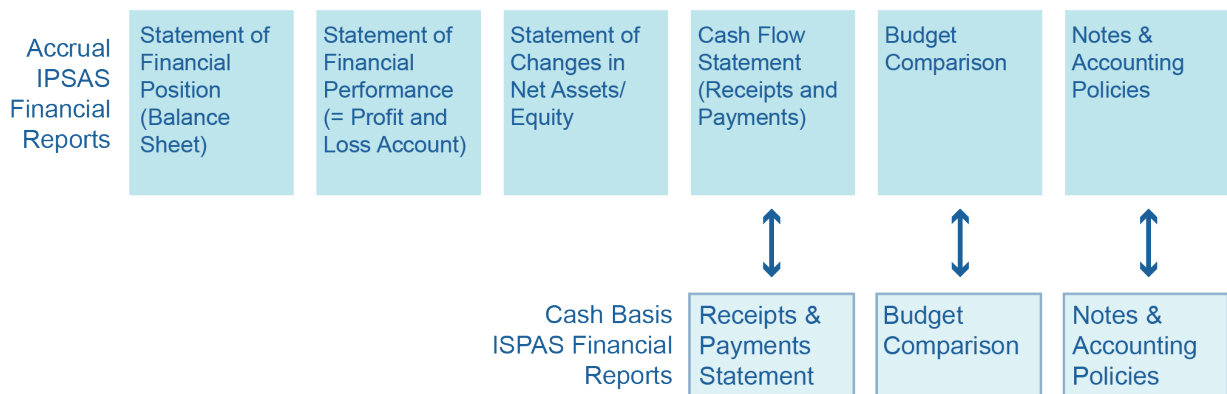 Accrual
IPSAS
Financial
Reports
Statement of
Financial
Position
(Balance
Sheet)
Statement of
Financial
Performance
(= Profit and
Loss Account)
Statement of
Changes in
Net Assets/
Equity
Cash Flow
Statement
(Receipts and
Payments)
Budget
Comparison
Notes &
Accounting
Policies
Cash Basis
ISPAS Financial
Reports
Receipts &
Payments
Statement
Budget
Comparison
Notes &
Accounting
Policies